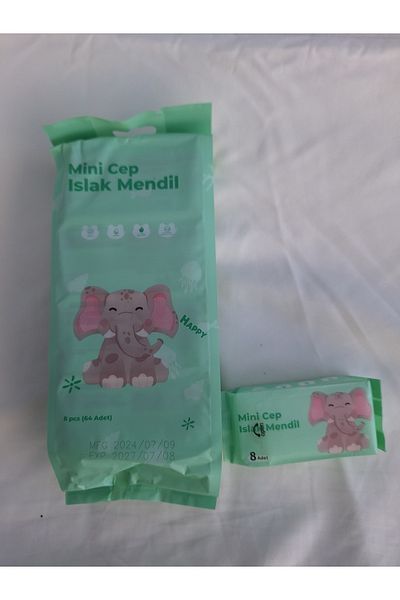 Mini Cep
Islak Mendil
HAPPY
8 pcs (64 Adet)
MFG 2024/07/09
EXP 2027/07/08
Mini Cep
Islak Mendil
8 Adet